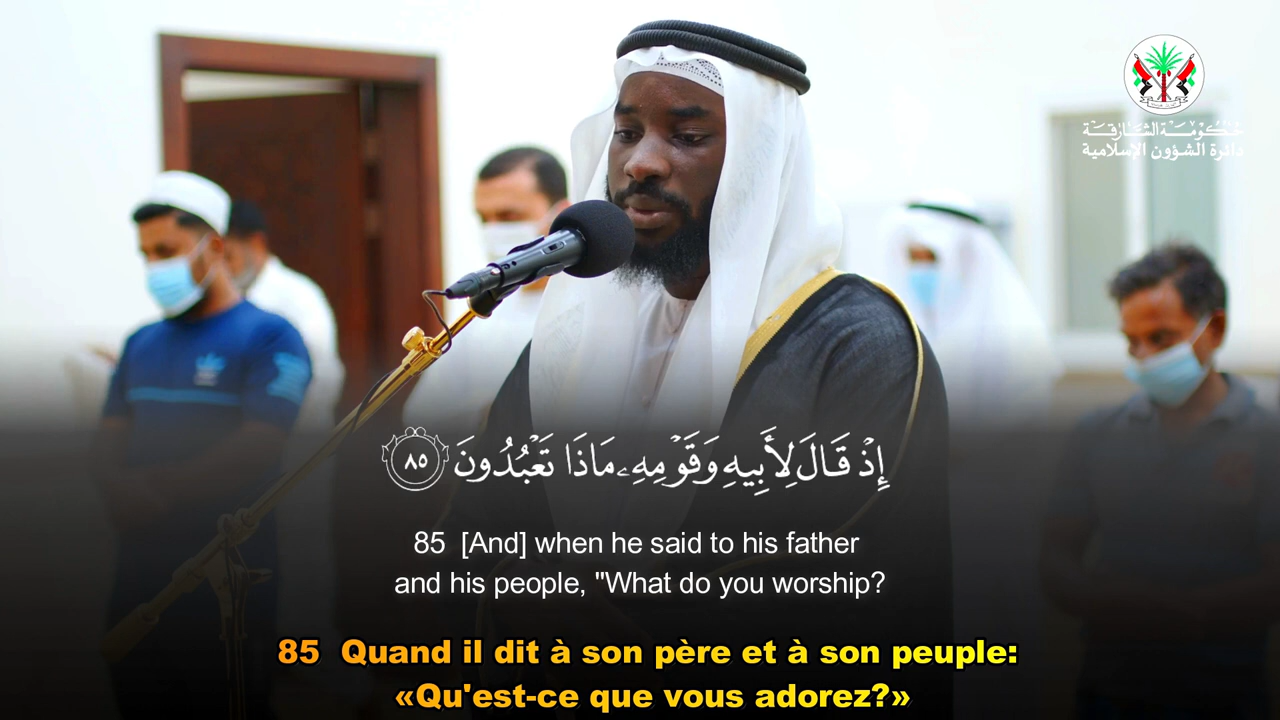 حكومة الشارقة
دائرة الشؤون الإسلامية
إِذْ قَالَ لِأَبِيهِ وَقَوْمِهِۦ مَاذَا تَعْبُدُونَ ٨٥
85 [And] when he said to his father
and his people, "What do you worship?
85 Quand il dit à son père et à son peuple:
«Qu'est-ce que vous adorez?»